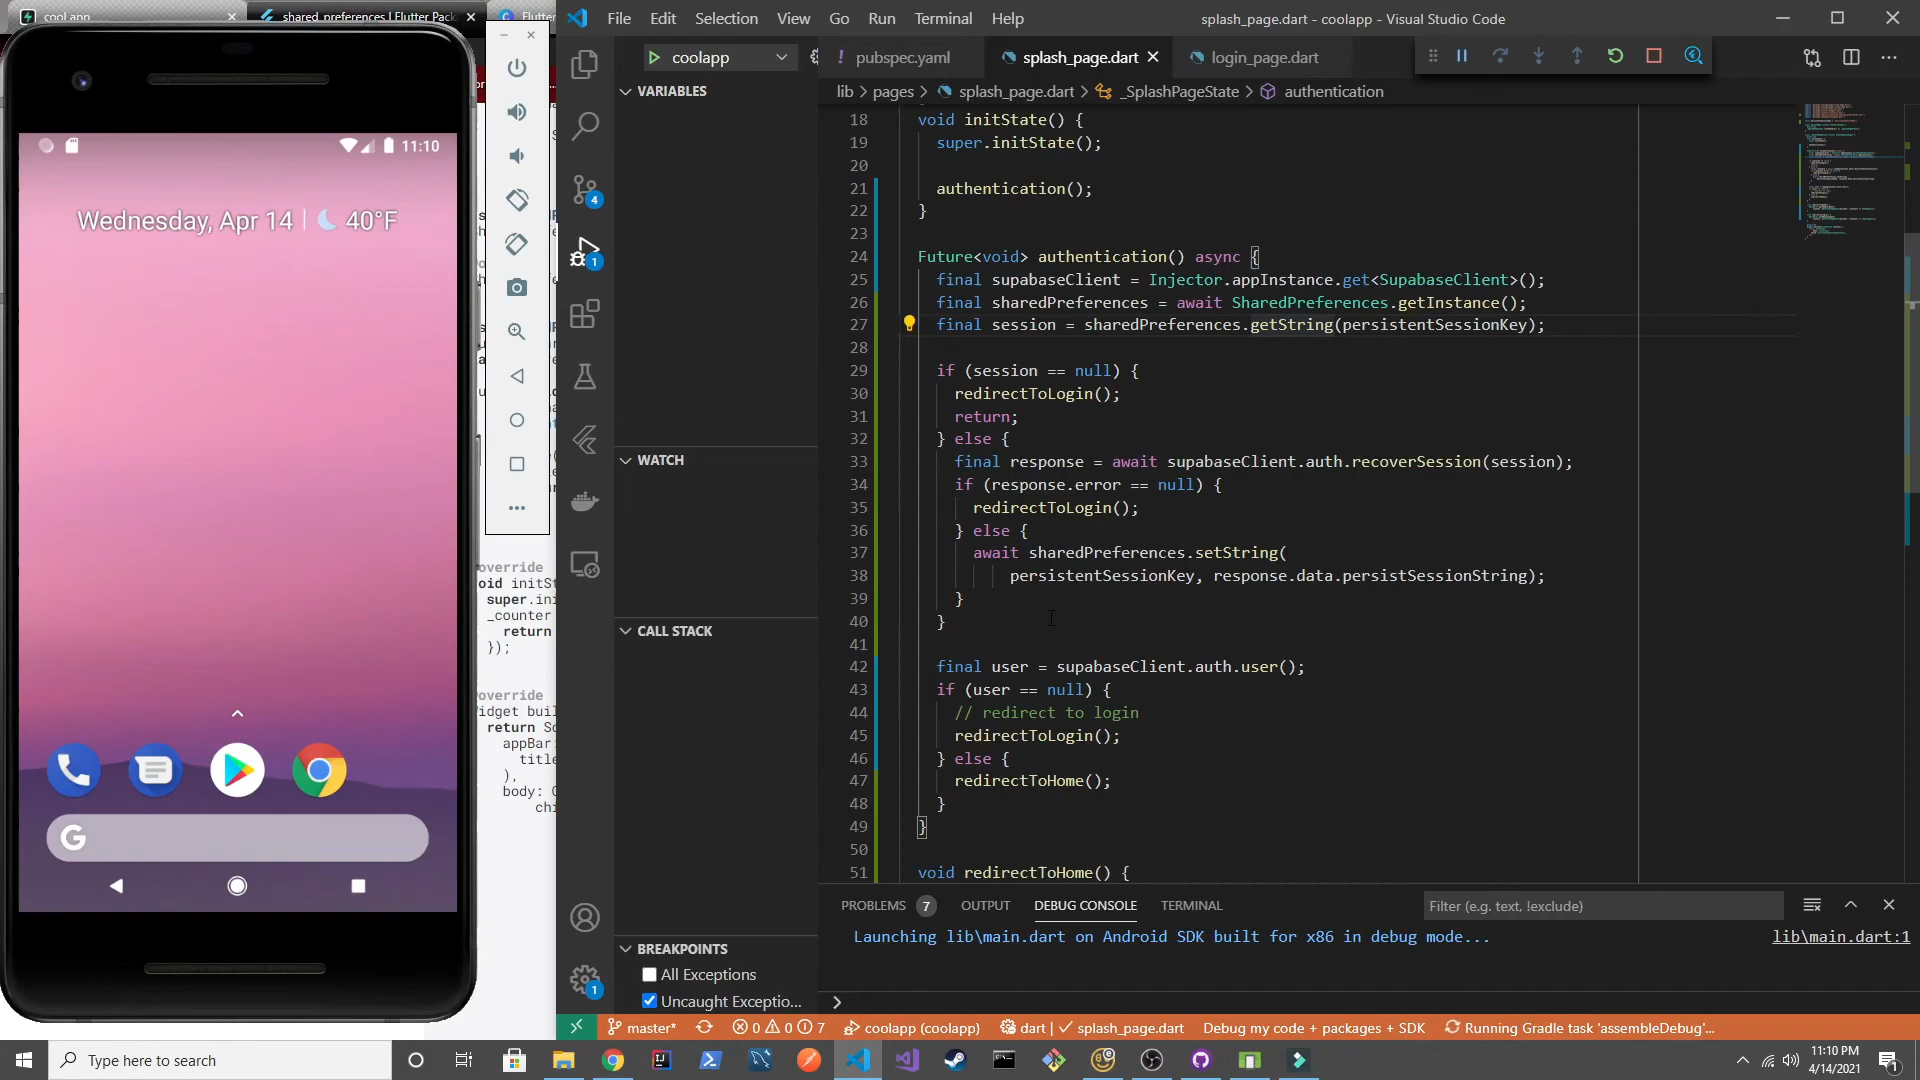 cool app
shared_preferences | Flutter Pack
Flutter
File Edit Selection View Go Run Terminal Help
splash_page.dart - coolapp - Visual Studio Code
coolapp
pubspec.yaml
splash_page.dart
login_page.dart
lib > pages > splash_page.dart > _SplashPageState > authentication
VARIABLES
WATCH
CALL STACK
BREAKPOINTS
All Exceptions
Uncaught Exceptio...
11:10
Wednesday, Apr 14
40°F
G
override
oid initSt
super.ini
_counter
return
});
override
idget buil
return Sc
appBar:
title
),
body: C
chi
4
1
1
18 void initState() {
19 super.initState();
20
21 authentication();
22 }
23
24 Future<void> authentication() async {
25 final supabaseClient = Injector.appInstance.get<SupabaseClient>();
26 final sharedPreferences = await SharedPreferences.getInstance();
27 final session = sharedPreferences.getString(persistentSessionKey);
28
29 if (session == null) {
30 redirectToLogin();
31 return;
32 } else {
33 final response = await supabaseClient.auth.recoverSession(session);
34 if (response.error == null) {
35 redirectToLogin();
36 } else {
37 await sharedPreferences.setString(
38 persistentSessionKey, response.data.persistSessionString);
39 }
40 }
41
42 final user = supabaseClient.auth.user();
43 if (user == null) {
44 // redirect to login
45 redirectToLogin();
46 } else {
47 redirectToHome();
48 }
49 }
50
51 void redirectToHome() {
PROBLEMS 7 OUTPUT DEBUG CONSOLE TERMINAL
Filter (e.g. text, !exclude)
Launching lib\main.dart on Android SDK built for x86 in debug mode...
lib\main.dart:1
master* 0 0 7 coolapp (coolapp) dart | splash_page.dart Debug my code + packages + SDK Running Gradle task 'assembleDebug'...
Type here to search
11:10 PM
4/14/2021
1